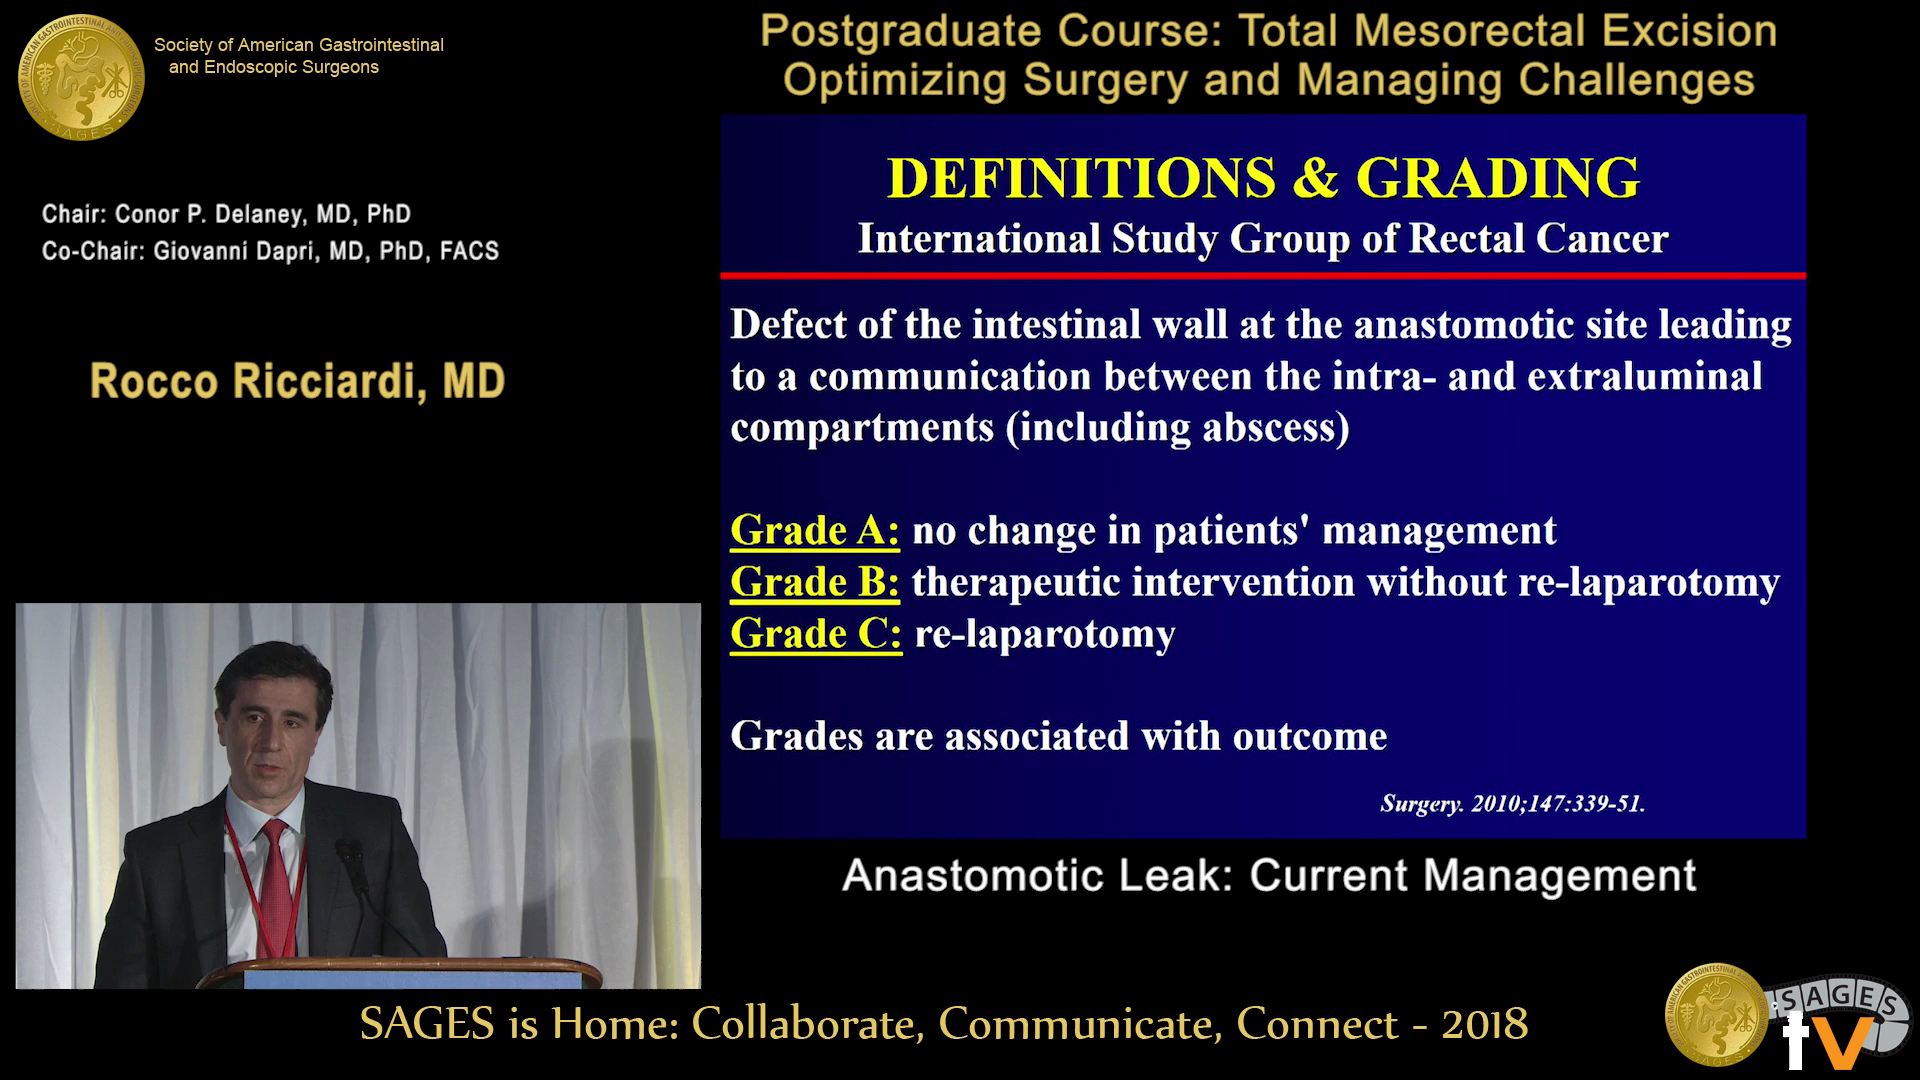 Society of American Gastrointestinal
and Endoscopic Surgeons
Postgraduate Course: Total Mesorectal Excision
Optimizing Surgery and Managing Challenges
Chair: Conor P. Delaney, MD, PhD
Co-Chair: Giovanni Dapri, MD, PhD, FACS
Rocco Ricciardi, MD
DEFINITIONS & GRADING
International Study Group of Rectal Cancer
Defect of the intestinal wall at the anastomotic site leading
to a communication between the intra- and extraluminal
compartments (including abscess)
Grade A: no change in patients' management
Grade B: therapeutic intervention without re-laparotomy
Grade C: re-laparotomy
Grades are associated with outcome
Surgery. 2010;147:339-51.
Anastomotic Leak: Current Management
SAGES is Home: Collaborate, Communicate, Connect - 2018
SAGES
tv